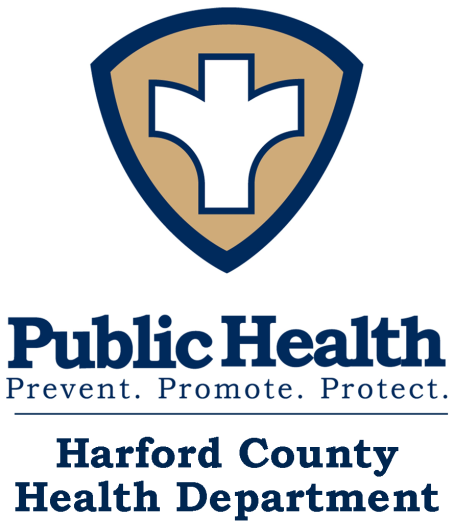 Public Health
Prevent. Promote. Protect.
Harford County
Health Department